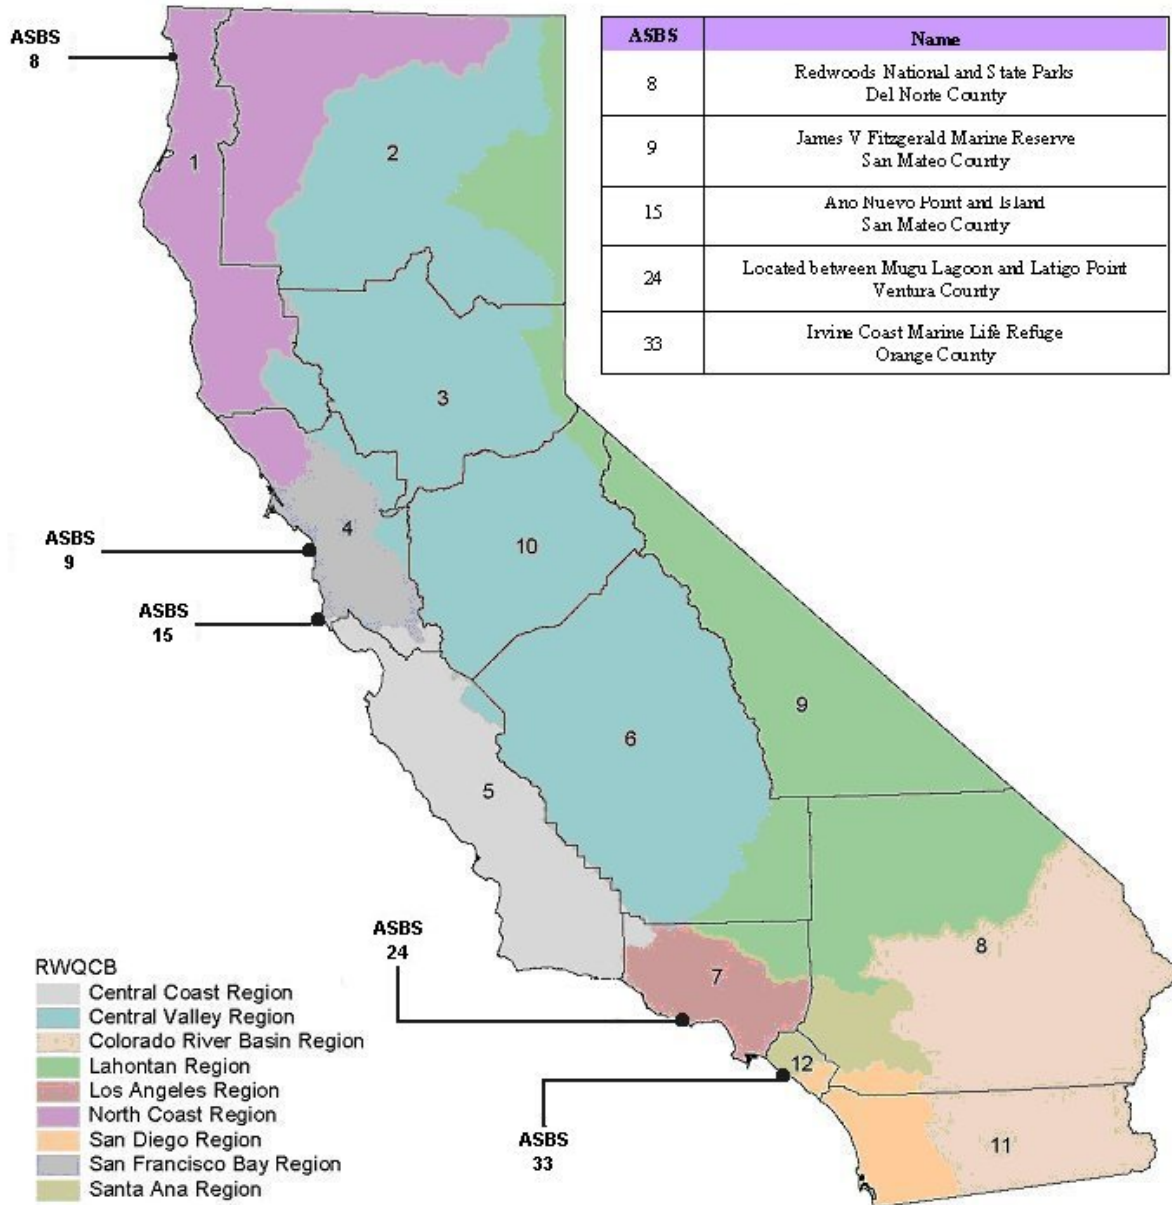 ASBS
8
ASBS Name
8 Redwoods National and State Parks
Del Norte County
9 James V Fitzgerald Marine Reserve
San Mateo County
15 Ano Nuevo Point and Island
San Mateo County
24 Located between Mugu Lagoon and Latigo Point
Ventura County
33 Irvine Coast Marine Life Refuge
Orange County
1
2
3
4
ASBS
9
10
ASBS
15
9
6
5
ASBS
24
8
7
12
ASBS
33
11
RWQCB
Central Coast Region
Central Valley Region
Colorado River Basin Region
Lahontan Region
Los Angeles Region
North Coast Region
San Diego Region
San Francisco Bay Region
Santa Ana Region